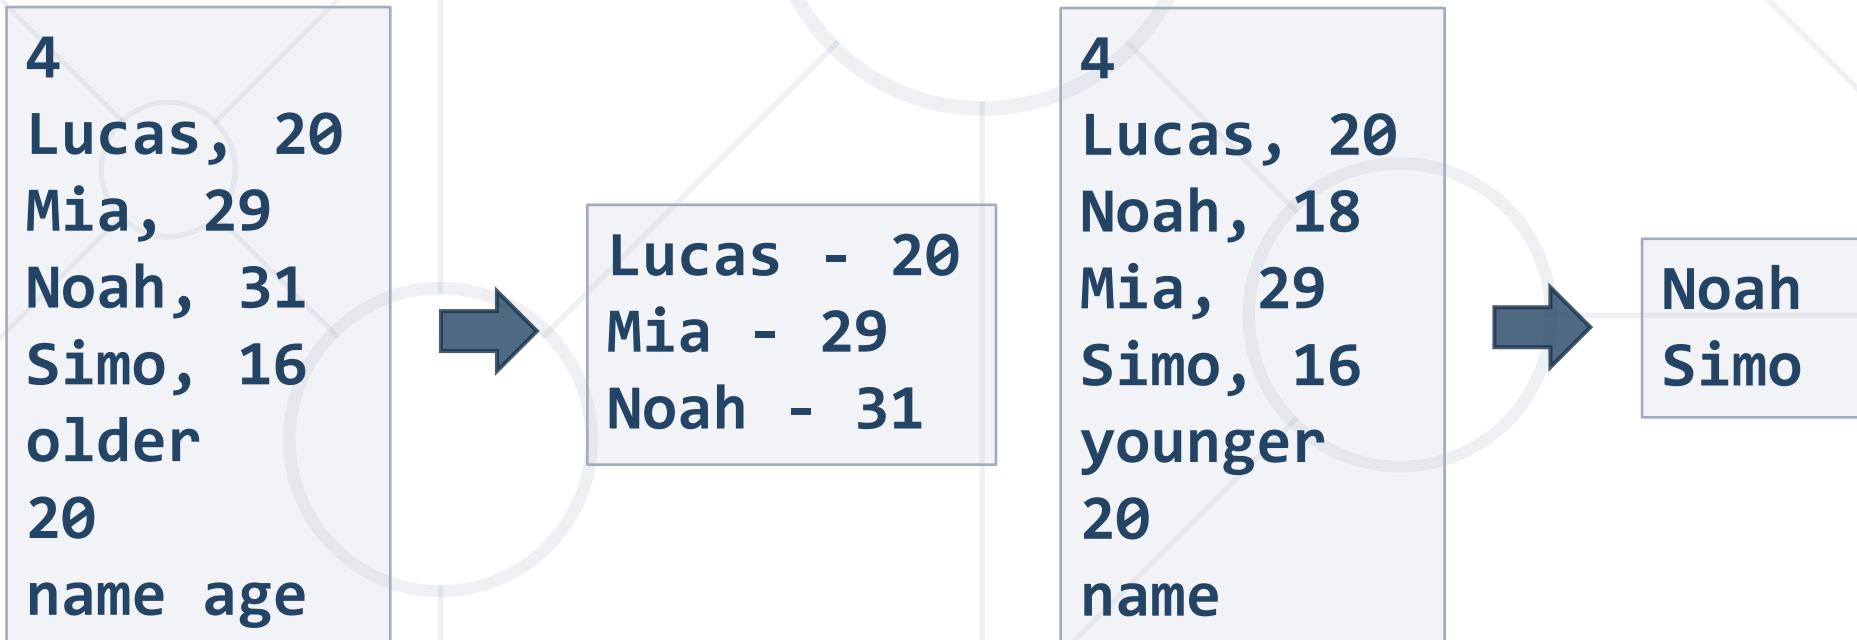 4
Lucas, 20
Mia, 29
Noah, 31
Simo, 16
older
20
name age
Lucas - 20
Mia - 29
Noah - 31
4
Lucas, 20
Noah, 18
Mia, 29
Simo, 16
younger
20
name
Noah
Simo